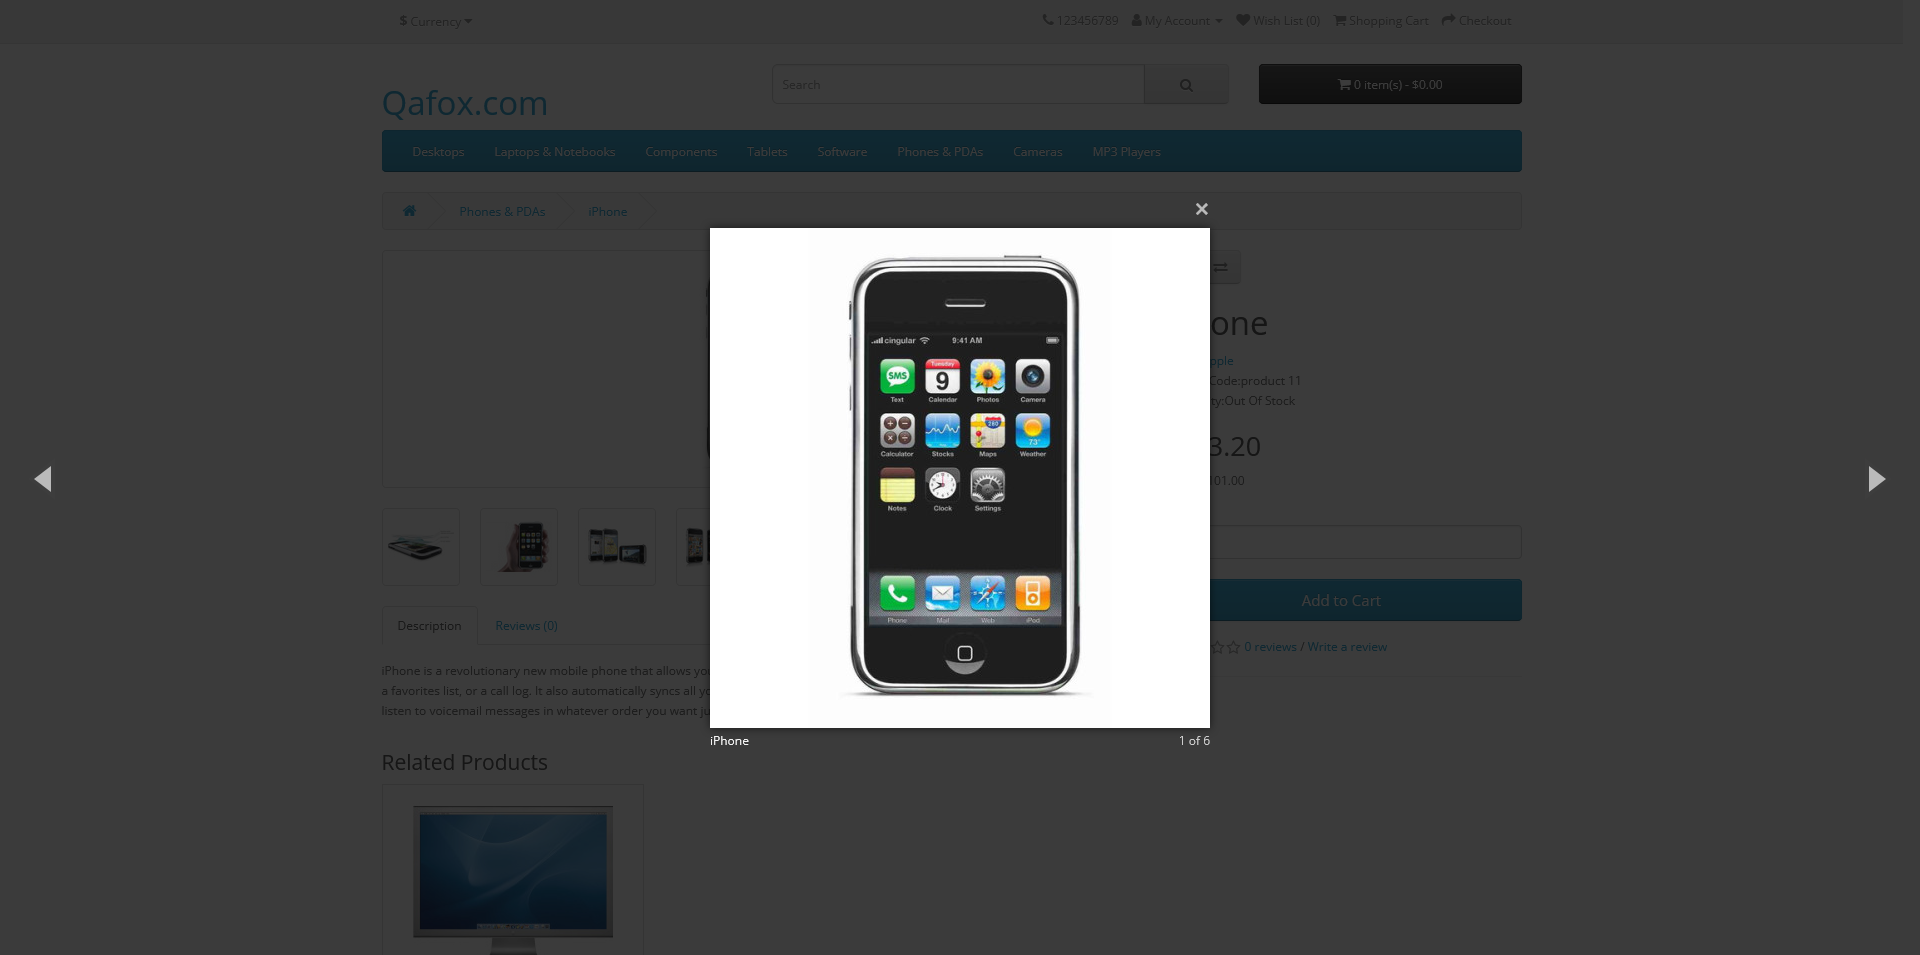 $ Currency
123456789 My Account Wish List (0) Shopping Cart Checkout
Qafox.com
Search
0 item(s) - $0.00
Desktops Laptops & Notebooks Components Tablets Software Phones & PDAs Cameras MP3 Players
Phones & PDAs iPhone
×
one
pple
Code:product 11
ty:Out Of Stock
3.20
101.00
cingular 9:41 AM
SMS
Tuesday
9
280
73°
Text Calendar Photos Camera
Calculator Stocks Maps Weather
Notes Clock Settings
Phone Mail Web iPod
Add to Cart
0 reviews / Write a review
Description Reviews (0)
iPhone is a revolutionary new mobile phone that allows yo
a favorites list, or a call log. It also automatically syncs all yo
listen to voicemail messages in whatever order you want ju
iPhone 1 of 6
Related Products